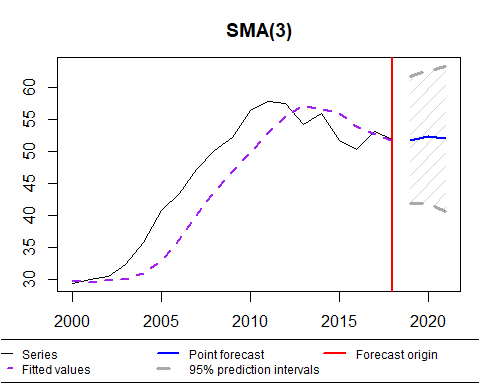 SMA(3)
60
55
50
45
40
35
30
2000 2005 2010 2015 2020
Series Point forecast Forecast origin
Fitted values 95% prediction intervals